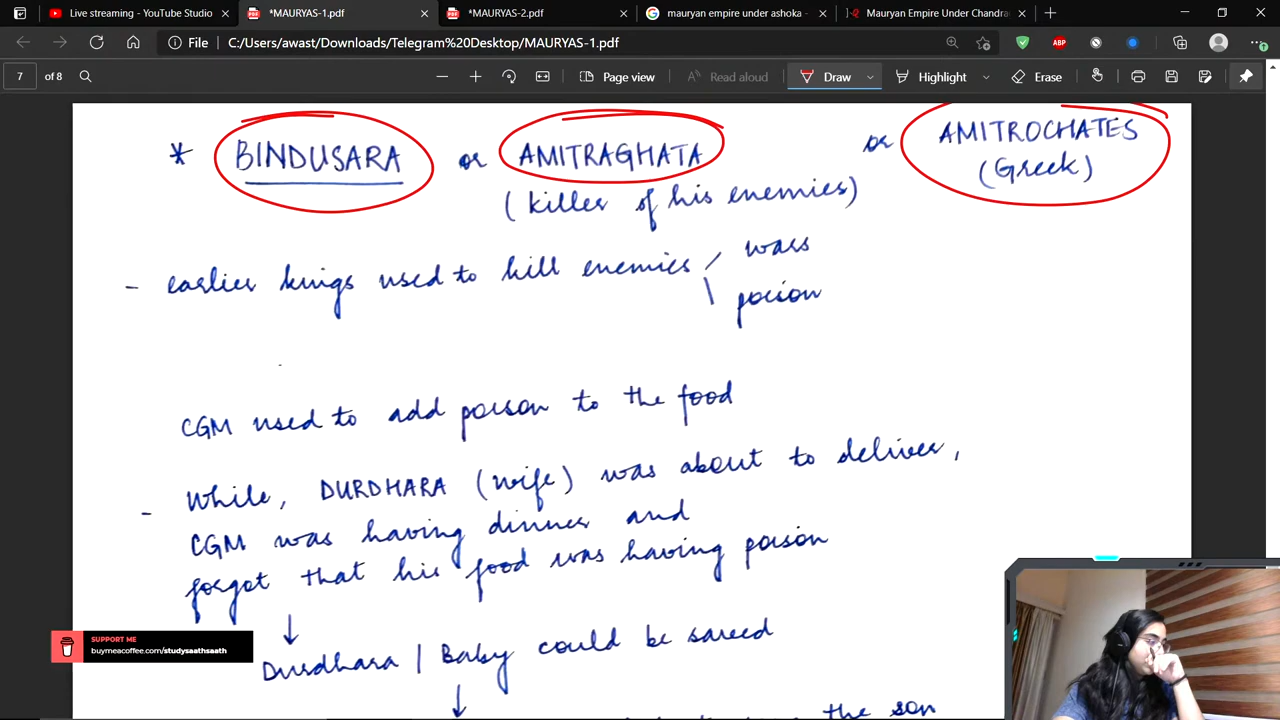 Live streaming - YouTube Studio
*MAURYAS-1.pdf
*MAURYAS-2.pdf
mauryan empire under ashoka -
Mauryan Empire Under Chandra
File
C:/Users/awast/Downloads/Telegram%20Desktop/MAURYAS-1.pdf
ABP
7 of 8
Page view
Read aloud
Draw
Highlight
Erase
* BINDUSARA or AMITRAGHATA or AMITROCHATES
(killer of his enemies) (Greek)
- earlier kings used to kill enemies / wars
\ poison
CGM used to add poison to the food
- While, DURDHARA (wife) was about to deliver,
CGM was having dinner and
forgot that his food was having poison
↓
SUPPORT ME
buymeacoffee.com/studysaathsaath
Durdhara | Baby could be saved
↓
the son